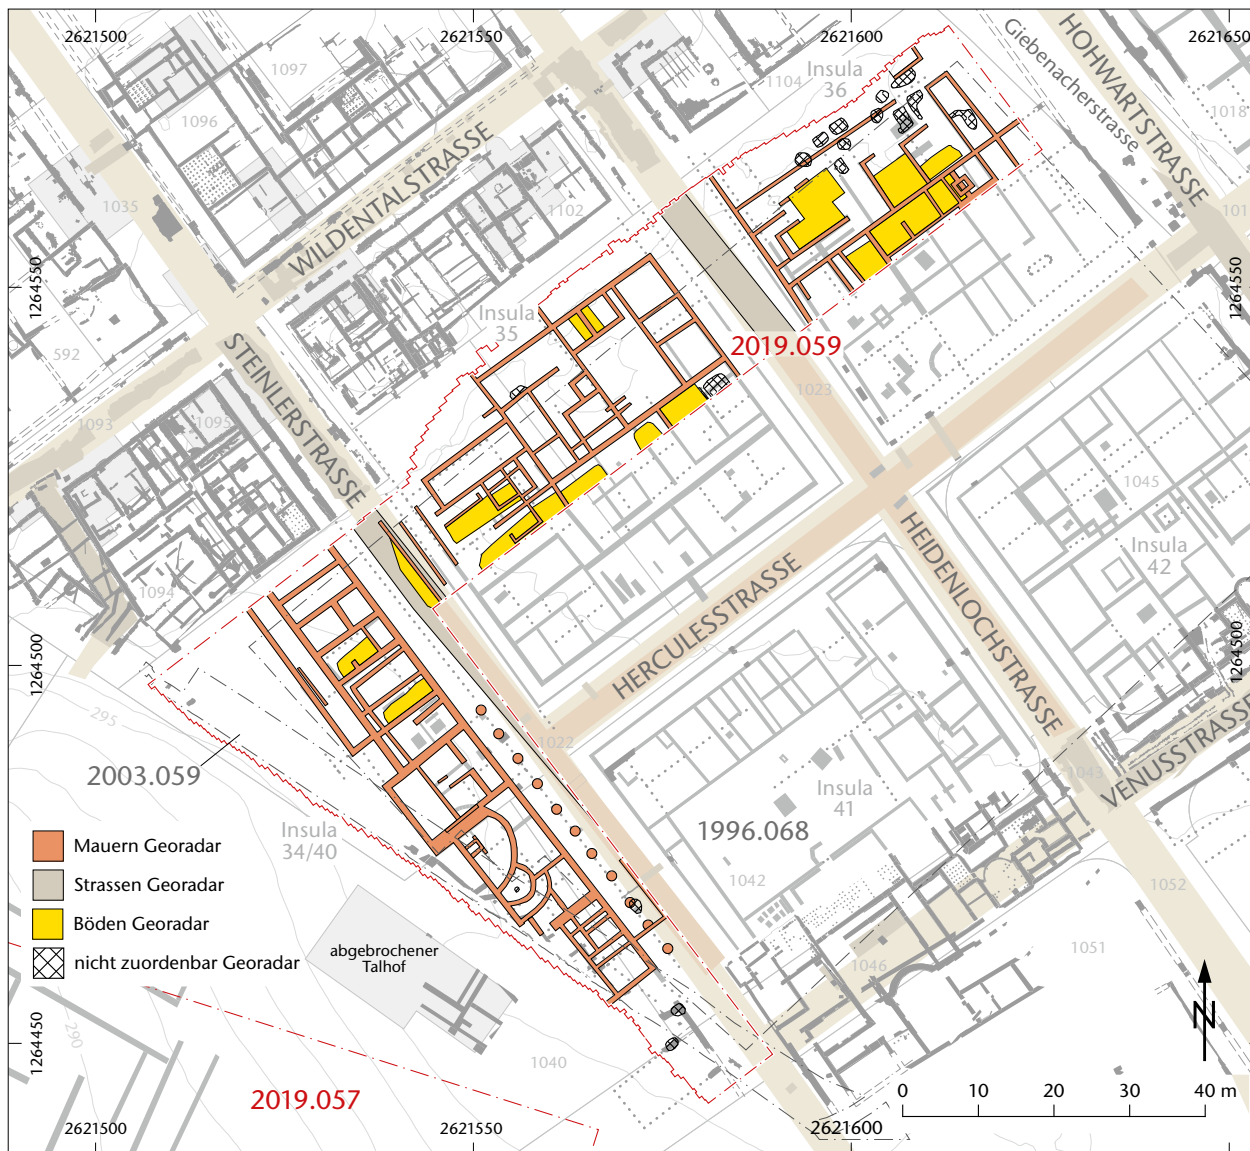 2621500
2621550
2621600
2621650
HOHWARTSTRASSE
Giebenacherstrasse
1097
1104
Insula
36
1096
1018
WILDENTALSTRASSE
1035
1102
101
1264550
1264550
Insula
35
592
STEINLERSTRASSE
2019.059
1023
1093
1095
1045
HEIDENLOCHSTRASSE
Insula
42
1094
HERCULESSTRASSE
1264500
1264500
295
1022
2003.059
1043
VENUSSTRASSE
Insula
41
Insula
34/40
1996.068
Mauern Georadar
Strassen Georadar
Böden Georadar
nicht zuordenbar Georadar
1042
1052
abgebrochener
Talhof
1051
1046
N
1264450
290
1040
2019.057
0
10
20
30
40 m
2621500
2621550
2621600